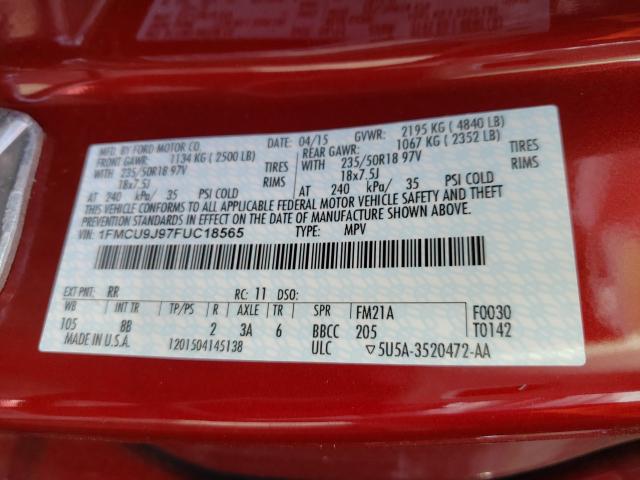 MFD. BY FORD MOTOR CO. 04/15 GVWR: 2195 KG ( 4840 LB)
FRONT GAWR: 1134 KG ( 2500 LB) REAR GAWR: 1067 KG ( 2352 LB)
WITH 235/50R18 97V TIRES WITH 235/50R18 97V TIRES
18x7.5J RIMS 18x7.5J RIMS
AT 240 kPa/ 35 PSI COLD AT 240 kPa/ 35 PSI COLD
THIS VEHICLE CONFORMS TO ALL APPLICABLE FEDERAL MOTOR VEHICLE SAFETY AND THEFT
PREVENTION STANDARDS IN EFFECT ON THE DATE OF MANUFACTURE SHOWN ABOVE.
VIN: 1FMCU9J97FUC18565 TYPE: MPV
EXT PNT: RR RC: 11 DSO:
WB INT TR TP/PS R AXLE TR SPR FM21A F0030
105 8B 2 3A 6 BBCC 205 T0142
MADE IN U.S.A. 1201504145138 ULC ▽5U5A-3520472-AA